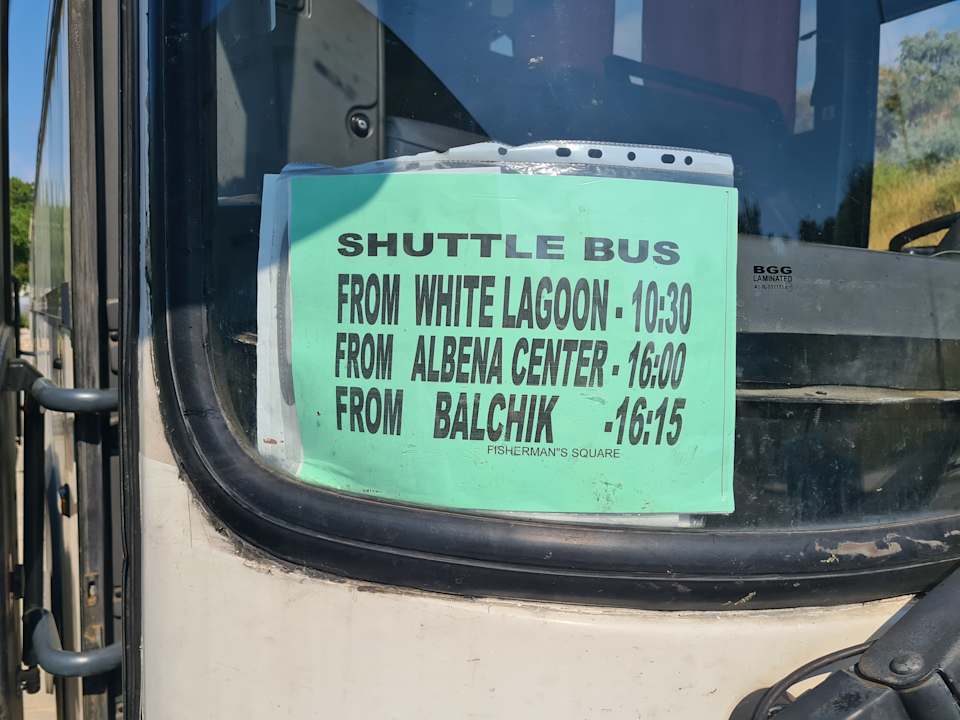 SHUTTLE BUS
FROM WHITE LAGOON - 10:30
FROM ALBENA CENTER - 16:00
FROM BALCHIK -16:15
FISHERMAN"S SQUARE
BGG
LAMINATED